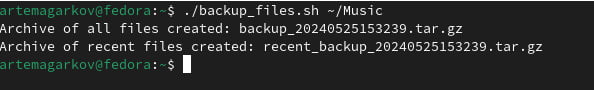 artemagarkov@fedora:~$ ./backup_files.sh ~/Music
Archive of all files created: backup_20240525153239.tar.gz
Archive of recent files created: recent_backup_20240525153239.tar.gz
artemagarkov@fedora:~$